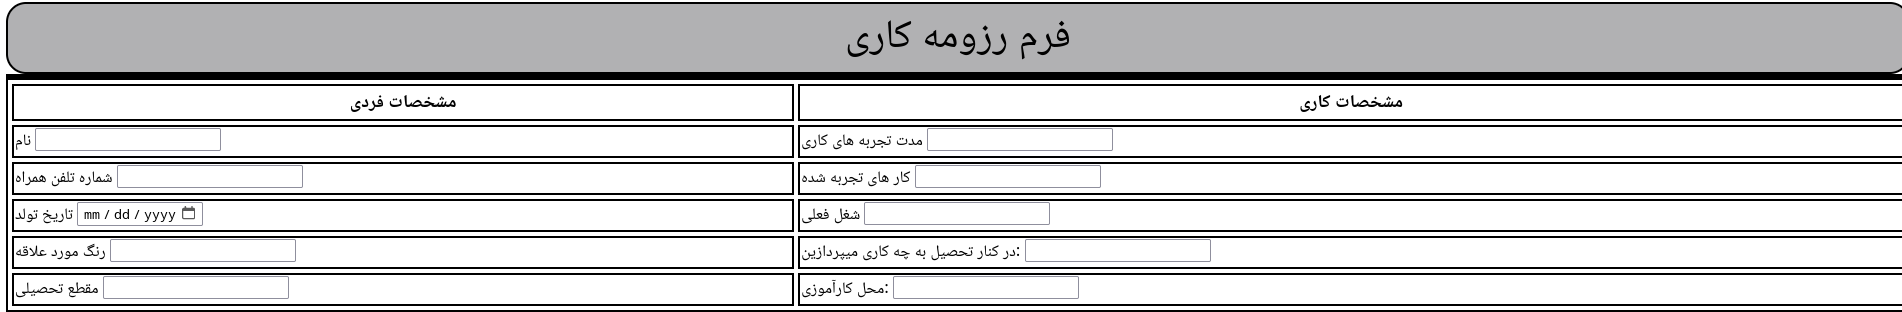 فرم رزومه کاری
مشخصات فردی
مشخصات کاری
نام
مدت تجربه های کاری
شماره تلفن همراه
کار های تجربه شده
تاریخ تولد mm / dd / yyyy
شغل فعلی
رنگ مورد علاقه
در کنار تحصیل به چه کاری میپردازین:
مقطع تحصیلی
محل کارآموزی: